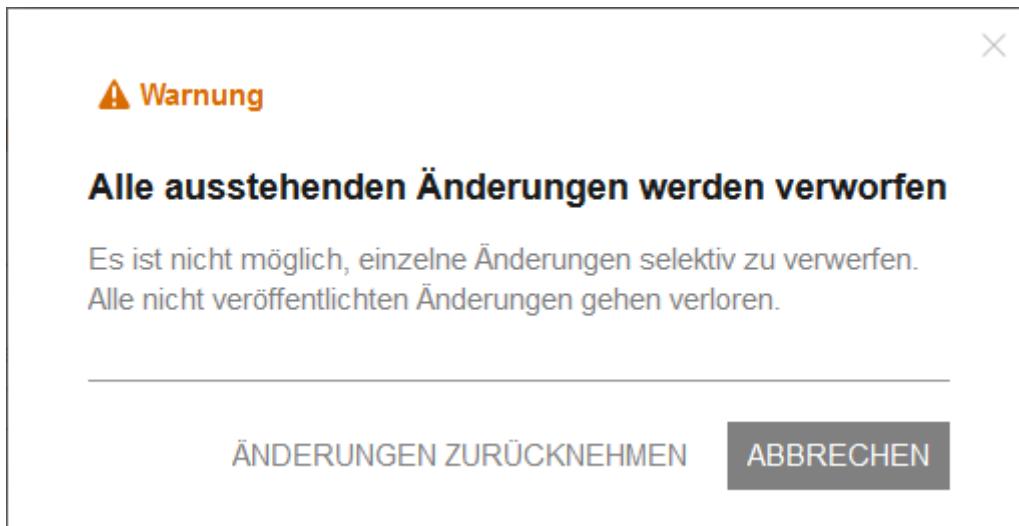 Warnung
Alle ausstehenden Änderungen werden verworfen
Es ist nicht möglich, einzelne Änderungen selektiv zu verwerfen.
Alle nicht veröffentlichten Änderungen gehen verloren.
ÄNDERUNGEN ZURÜCKNEHMEN ABBRECHEN